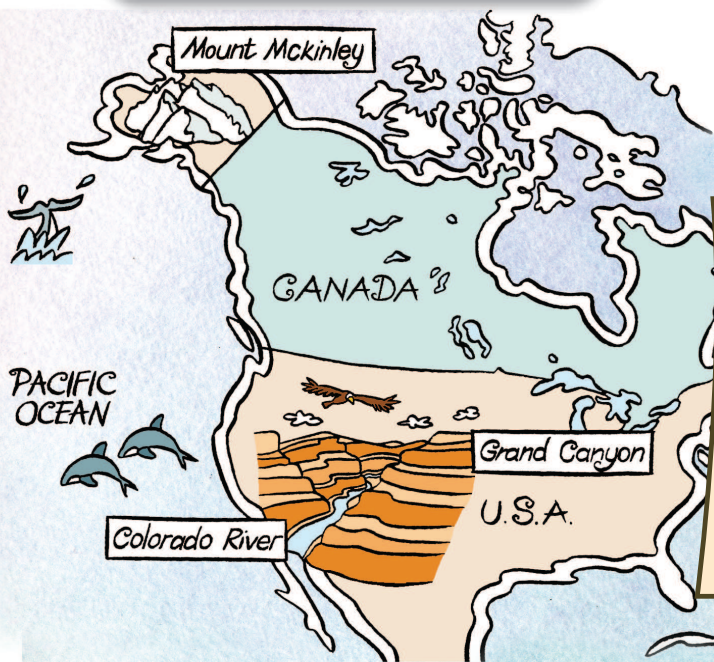 Mount Mckinley
CANADA
PACIFIC
OCEAN
Grand Canyon
U.S.A.
Colorado River